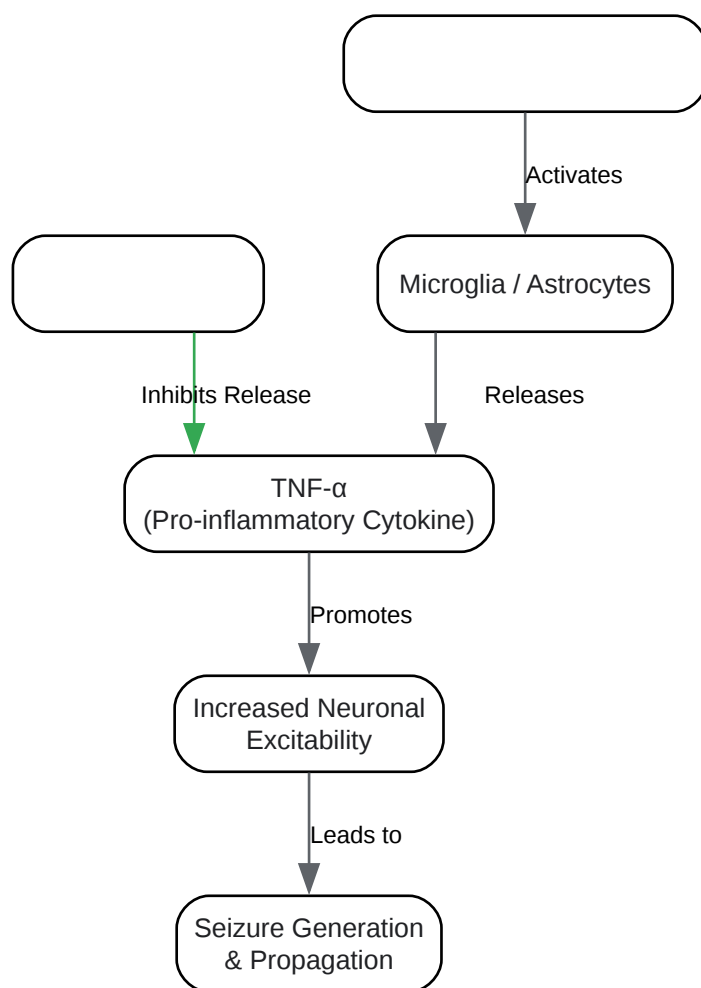 Activates
Microglia / Astrocytes
Inhibits Release
Releases
TNF-α
(Pro-inflammatory Cytokine)
Promotes
Increased Neuronal
Excitability
Leads to
Seizure Generation
& Propagation